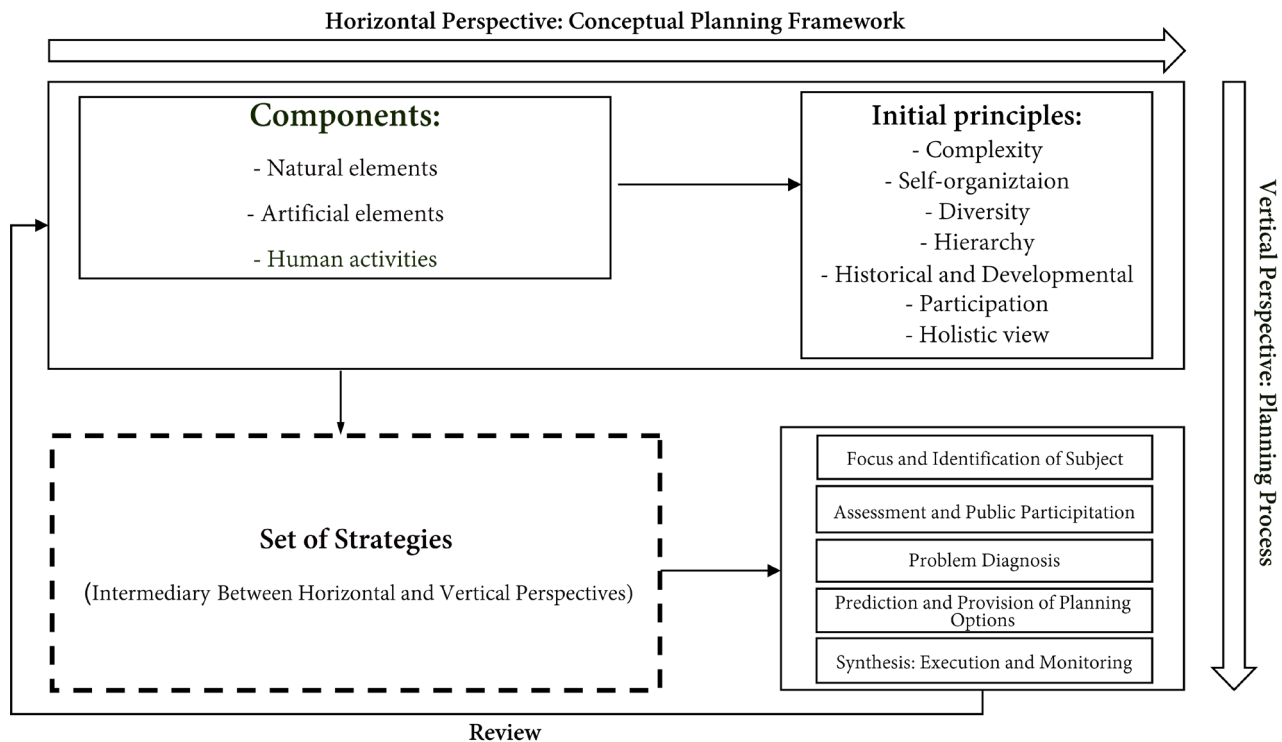 Horizontal Perspective: Conceptual Planning Framework
Components:
- Natural elements
- Artificial elements
- Human activities
Initial principles:
- Complexity
- Self-organiztaion
- Diversity
- Hierarchy
- Historical and Developmental
- Participation
- Holistic view
Vertical Perspective: Planning Process
Set of Strategies
(Intermediary Between Horizontal and Vertical Perspectives)
Focus and Identification of Subject
Assessment and Public Participitation
Problem Diagnosis
Prediction and Provision of Planning
Options
Synthesis: Execution and Monitoring
Review